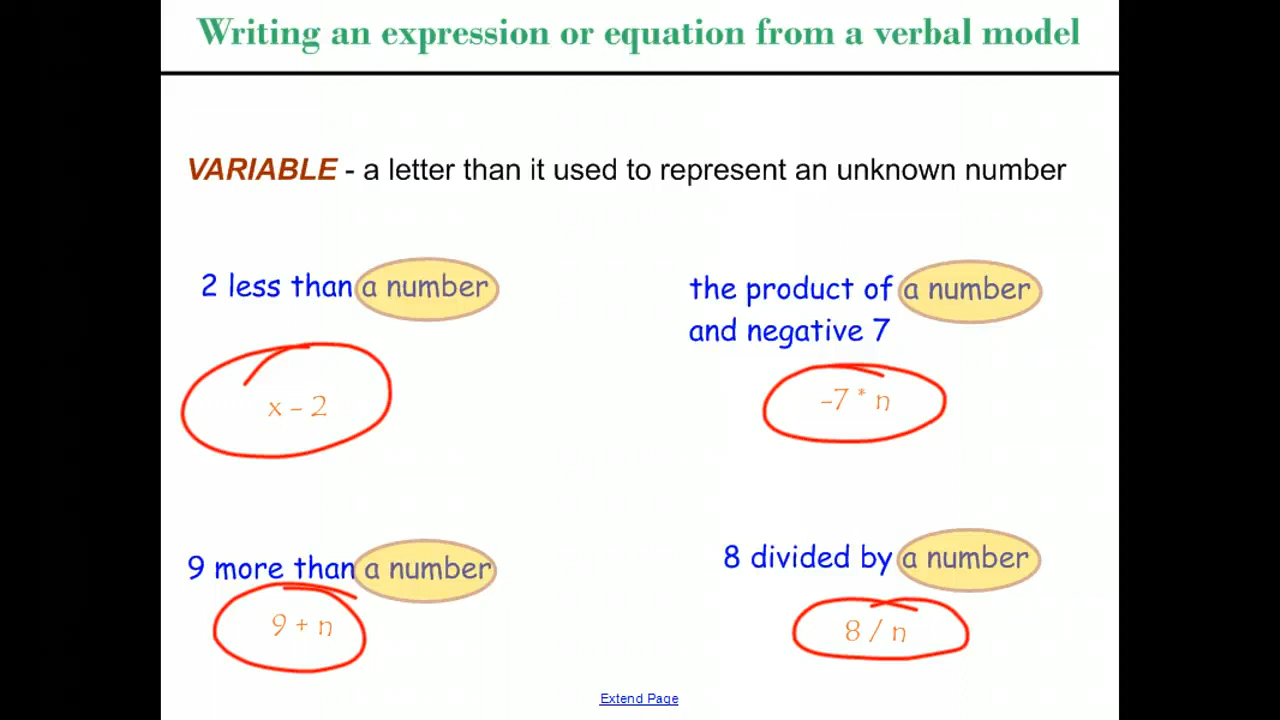 Writing an expression or equation from a verbal model
VARIABLE - a letter than it used to represent an unknown number
2 less than a number
x - 2
the product of a number
and negative 7
-7 * n
9 more than a number
9 + n
8 divided by a number
8 / n
Extend Page